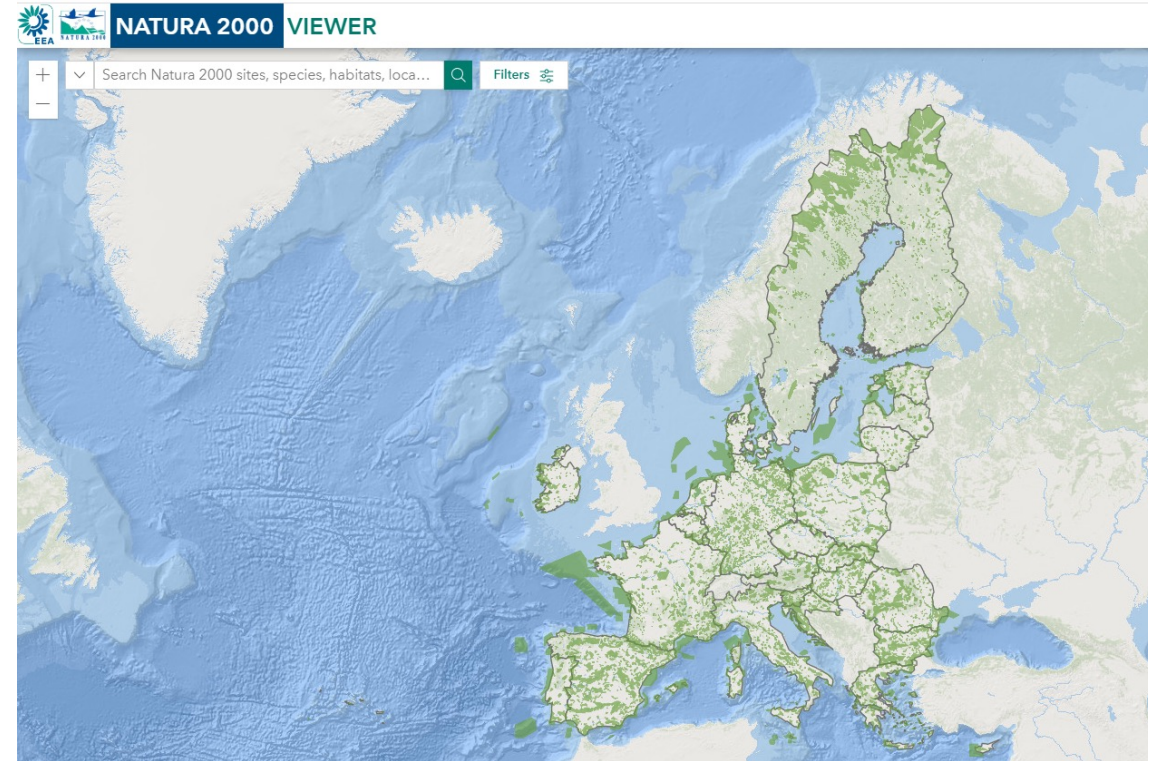 EEA
NATURA 2000
NATURA 2000 VIEWER
+
Search Natura 2000 sites, species, habitats, loca...
Filters
−